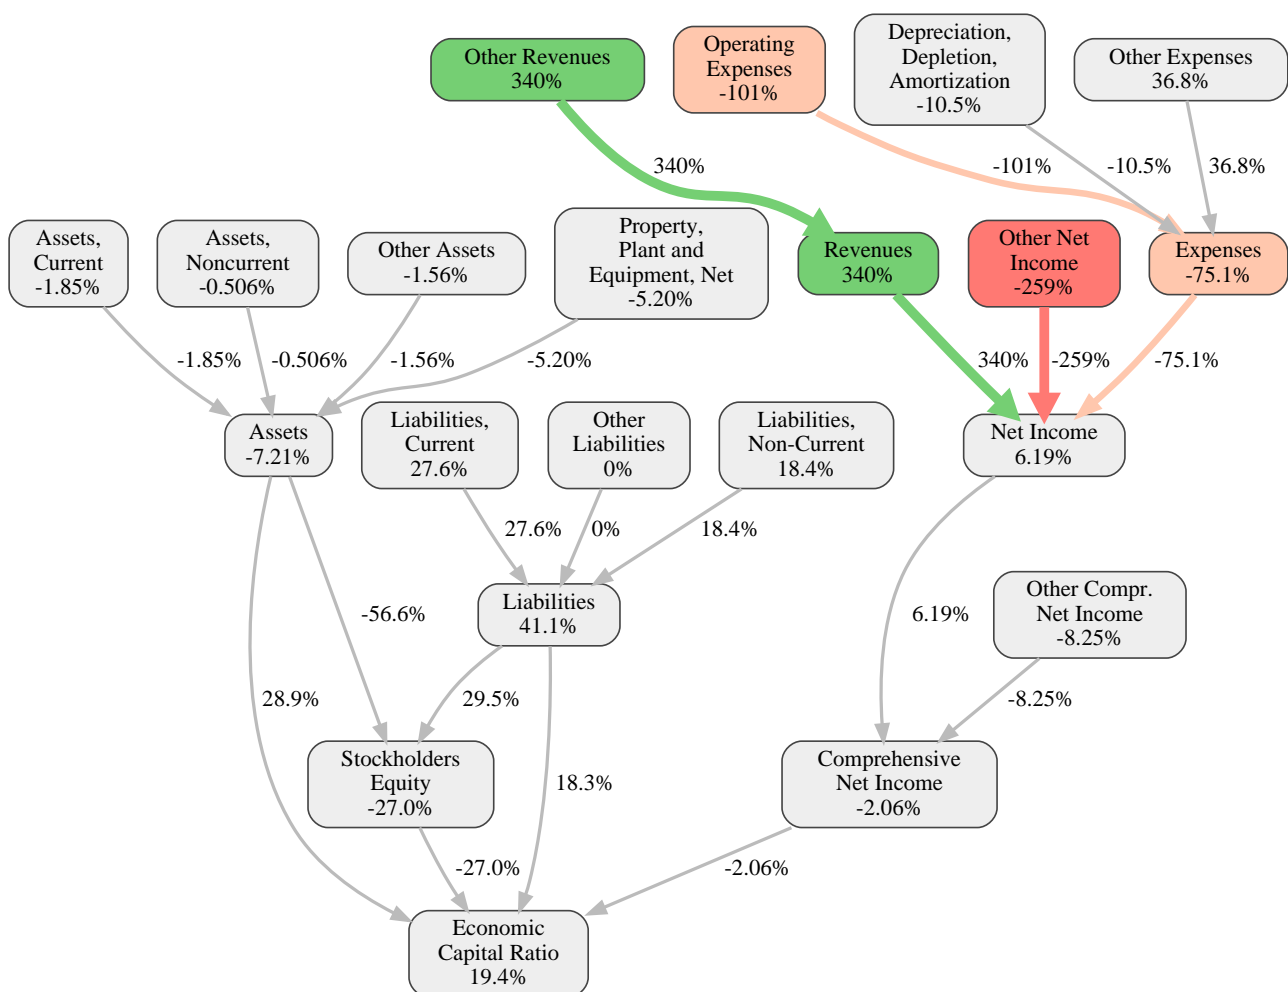 Other Revenues
340%
Operating
Expenses
-101%
Depreciation,
Depletion,
Amortization
-10.5%
Other Expenses
36.8%
340%
-101%
-10.5%
36.8%
Assets,
Current
-1.85%
Assets,
Noncurrent
-0.506%
Other Assets
-1.56%
Property,
Plant and
Equipment, Net
-5.20%
Revenues
340%
Other Net
Income
-259%
Expenses
-75.1%
-1.85%
-0.506%
-1.56%
-5.20%
340%
-259%
-75.1%
Assets
-7.21%
Liabilities,
Current
27.6%
Other
Liabilities
0%
Liabilities,
Non-Current
18.4%
Net Income
6.19%
27.6%
0%
18.4%
-56.6%
Liabilities
41.1%
6.19%
Other Compr.
Net Income
-8.25%
28.9%
29.5%
-8.25%
Stockholders
Equity
-27.0%
18.3%
Comprehensive
Net Income
-2.06%
-27.0%
-2.06%
Economic
Capital Ratio
19.4%